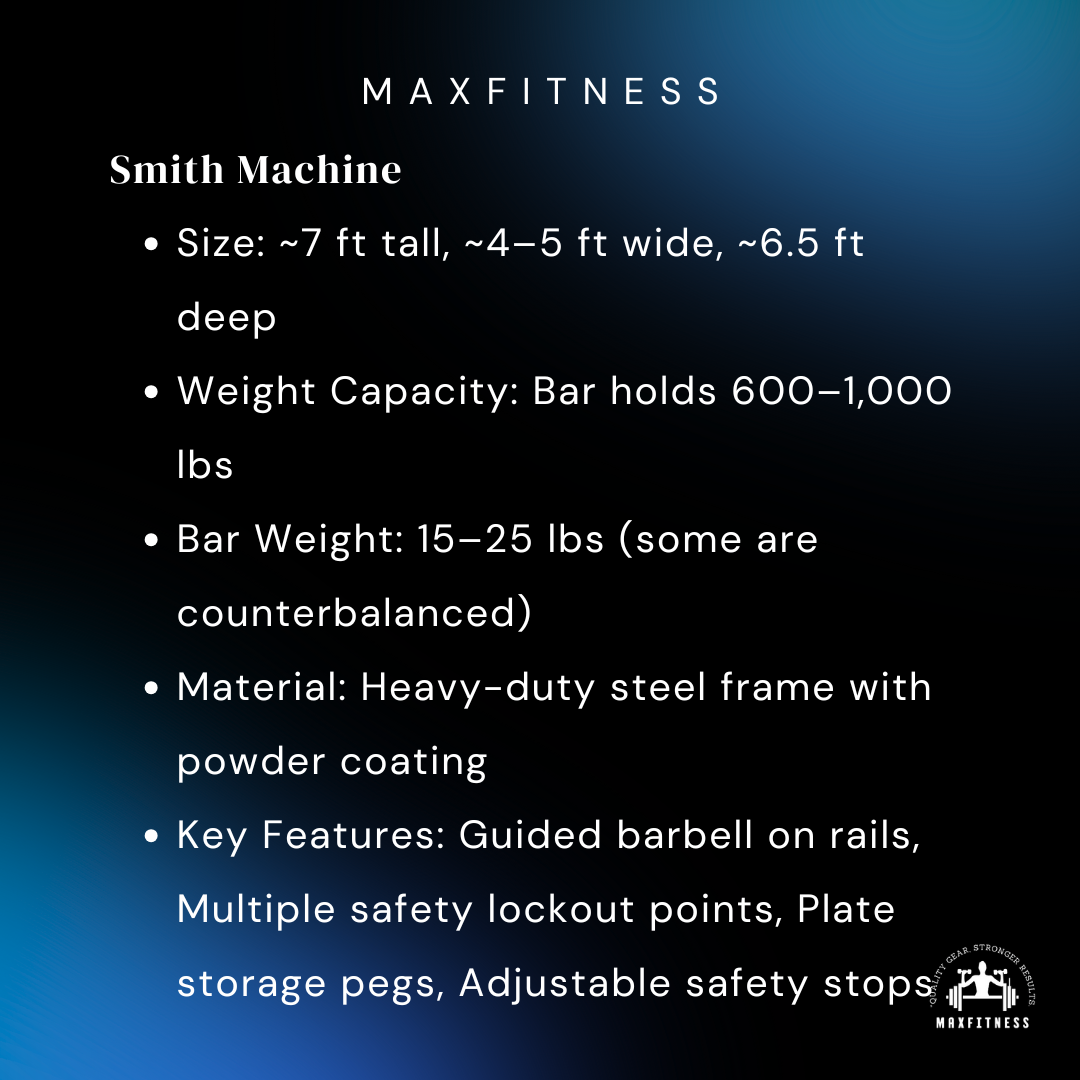 MAXFITNESS
Smith Machine
• Size: ~7 ft tall, ~4–5 ft wide, ~6.5 ft
deep
• Weight Capacity: Bar holds 600–1,000
lbs
• Bar Weight: 15–25 lbs (some are
counterbalanced)
• Material: Heavy-duty steel frame with
powder coating
• Key Features: Guided barbell on rails,
Multiple safety lockout points, Plate
storage pegs, Adjustable safety stops
QUALITY GEAR. STRONGER RESULTS.
MAXFITNESS